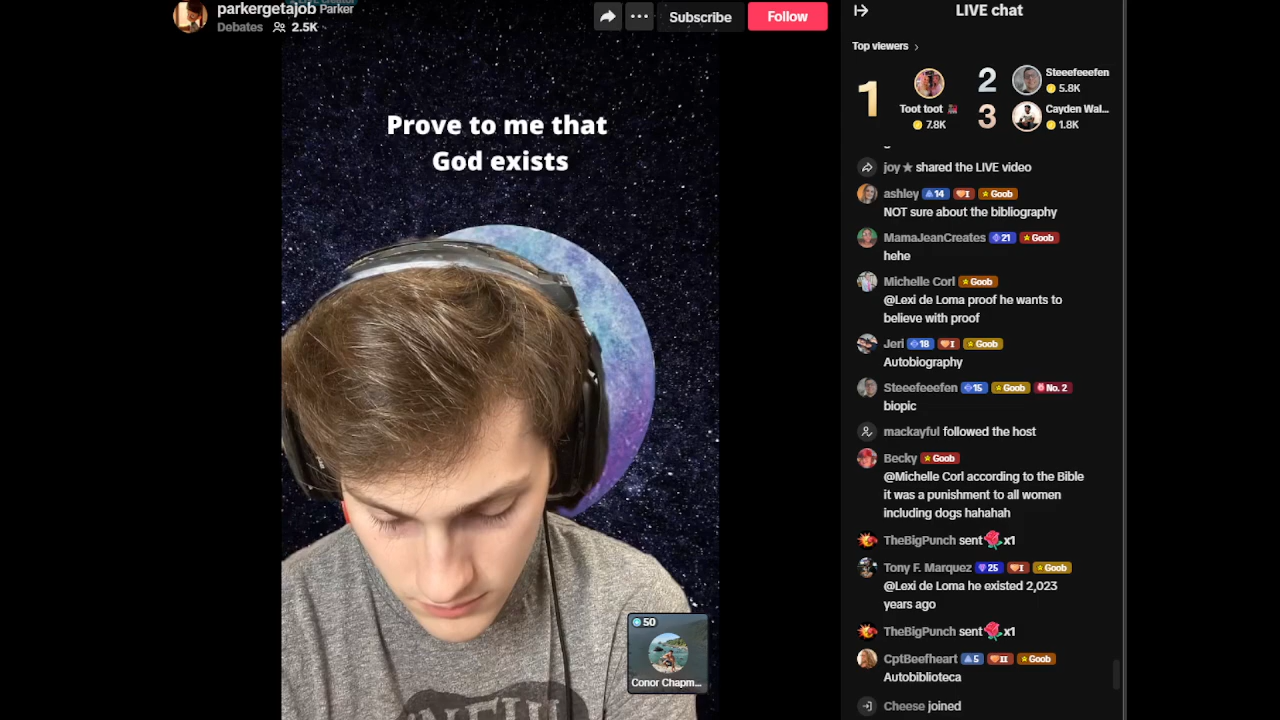 parkergetajob Parker
Debates 2.5K
Subscribe
Follow
Prove to me that
God exists
50
Conor Chapm...
LIVE chat
Top viewers
1
Toot toot
7.8K
2
Steeefeeefen
5.8K
3
Cayden Wal...
1.8K
joy ★ shared the LIVE video
ashley 14 I Goob
NOT sure about the bibliography
MamaJeanCreates 21 Goob
hehe
Michelle Corl Goob
@Lexi de Loma proof he wants to
believe with proof
Jeri 18 I Goob
Autobiography
Steeefeeefen 15 Goob No. 2
biopic
mackayful followed the host
Becky Goob
@Michelle Corl according to the Bible
it was a punishment to all women
including dogs hahahah
TheBigPunch sent x1
Tony F. Marquez 25 I Goob
@Lexi de Loma he existed 2,023
years ago
TheBigPunch sent x1
CptBeefheart 5 II Goob
Autobiblioteca
Cheese joined